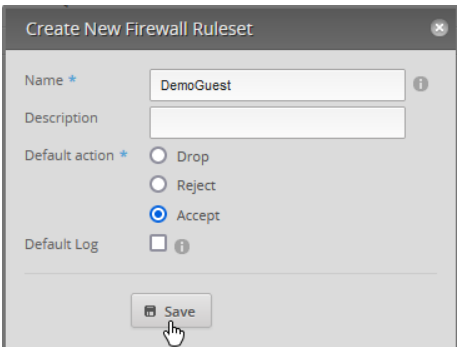 Create New Firewall Ruleset
Name *
DemoGuest
Description
Default action *
Drop
Reject
Accept
Default Log
Save